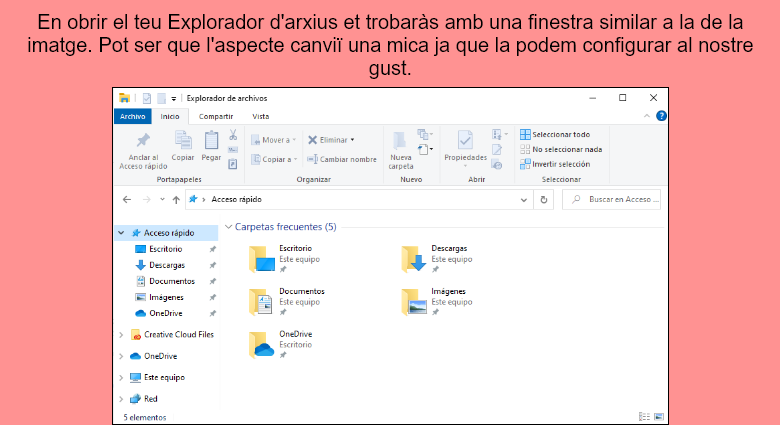 En obrir el teu Explorador d'arxius et trobaràs amb una finestra similar a la de la
imatge. Pot ser que l'aspecte canviï una mica ja que la podem configurar al nostre
gust.
Explorador de archivos
Archivo Inicio Compartir Vista
Anclar al
Acceso rápido
Copiar
Pegar
Portapapeles
Mover a
Copiar a
Eliminar
Cambiar nombre
Organizar
Nueva
carpeta
Nuevo
Propiedades
Abrir
Seleccionar todo
No seleccionar nada
Invertir selección
Seleccionar
Acceso rápido
Buscar en Acceso ...
Acceso rápido
Escritorio
Descargas
Documentos
Imágenes
OneDrive
Creative Cloud Files
OneDrive
Este equipo
Red
Carpetas frecuentes (5)
Escritorio
Este equipo
Descargas
Este equipo
Documentos
Este equipo
Imágenes
Este equipo
OneDrive
Escritorio
5 elementos